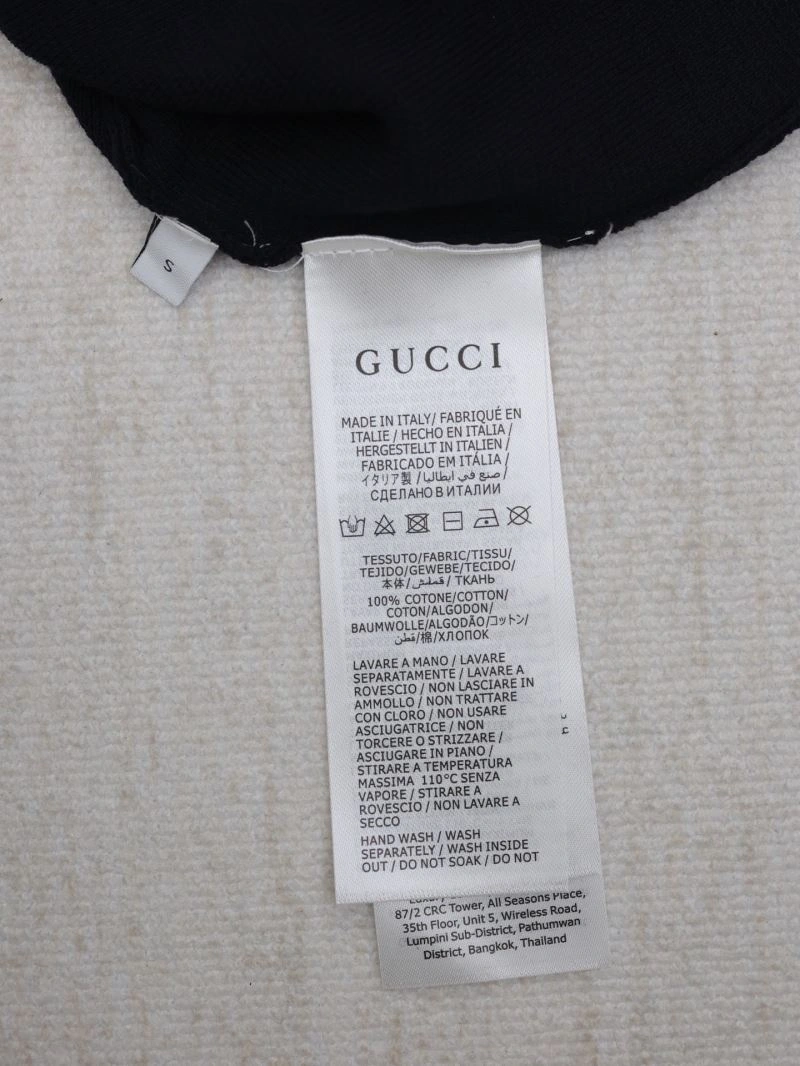 S
GUCCI
MADE IN ITALY/ FABRIQUÉ EN
ITALIE / HECHO EN ITALIA /
HERGESTELLT IN ITALIEN /
FABRICADO EM ITÁLIA /
イタリア製 / صنع في ايطاليا /
СДЕЛАНО В ИТАЛИИ
TESSUTO/FABRIC/TISSU/
TEJIDO/GEWEBE/TECIDO/
本体/قماش/ ТКАНЬ
100% COTONE/COTTON/
COTON/ALGODON/
BAUMWOLLE/ALGODÃO/コットン/
قطن/棉/ХЛОПОК
LAVARE A MANO / LAVARE
SEPARATAMENTE / LAVARE A
ROVESCIO / NON LASCIARE IN
AMMOLLO / NON TRATTARE
CON CLORO / NON USARE
ASCIUGATRICE / NON
TORCERE O STRIZZARE /
ASCIUGARE IN PIANO /
STIRARE A TEMPERATURA
MASSIMA 110°C SENZA
VAPORE / STIRARE A
ROVESCIO / NON LAVARE A
SECCO
HAND WASH / WASH
SEPARATELY / WASH INSIDE
OUT / DO NOT SOAK / DO NOT
87/2 CRC Tower, All Seasons Place,
35th Floor, Unit 5, Wireless Road,
Lumpini Sub-District, Pathumwan
District, Bangkok, Thailand